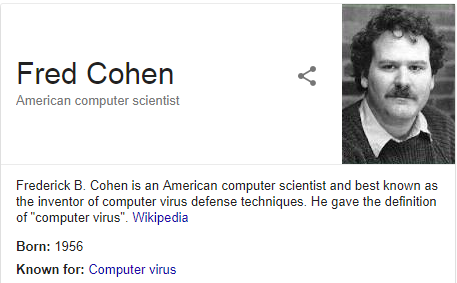 Fred Cohen
American computer scientist
Frederick B. Cohen is an American computer scientist and best known as
the inventor of computer virus defense techniques. He gave the definition
of "computer virus". Wikipedia
Born: 1956
Known for: Computer virus